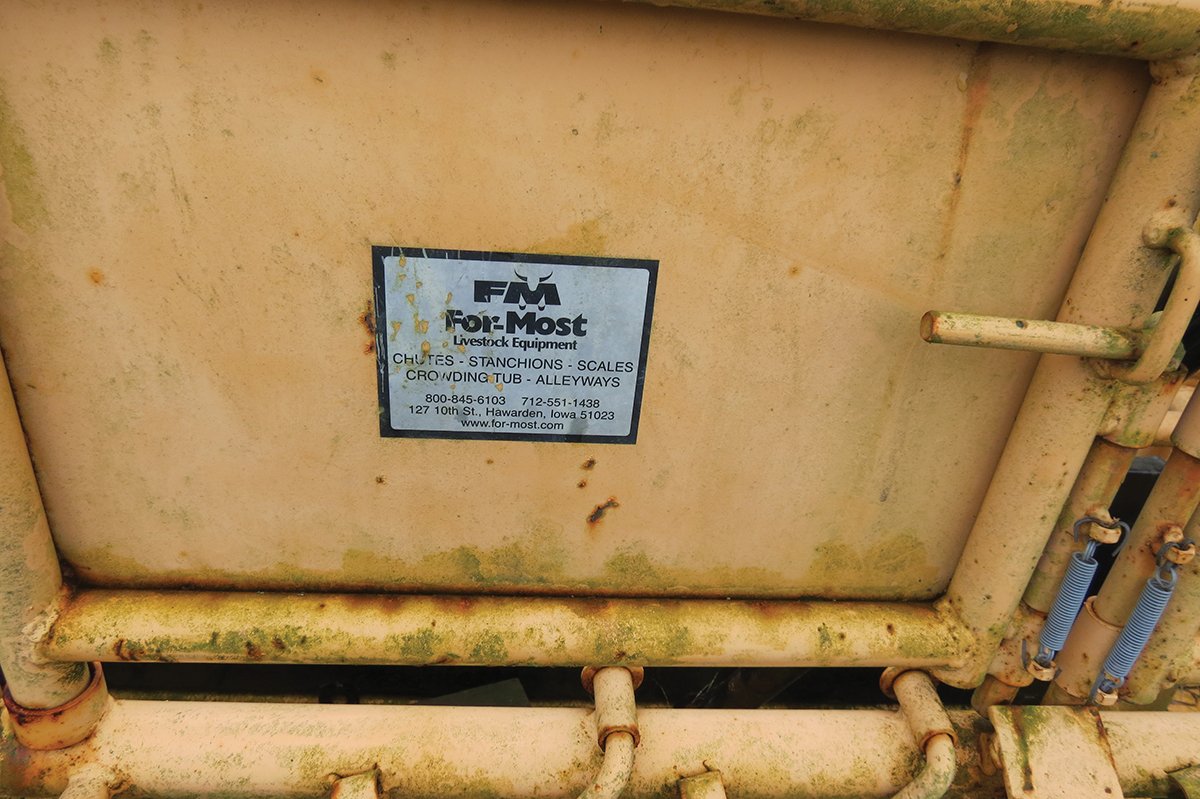 FM
For-Most
Livestock Equipment
CHUTES - STANCHIONS - SCALES
CROWDING TUB - ALLEYWAYS
800-845-6103 712-551-1438
127 10th St., Hawarden, Iowa 51023
www.for-most.com